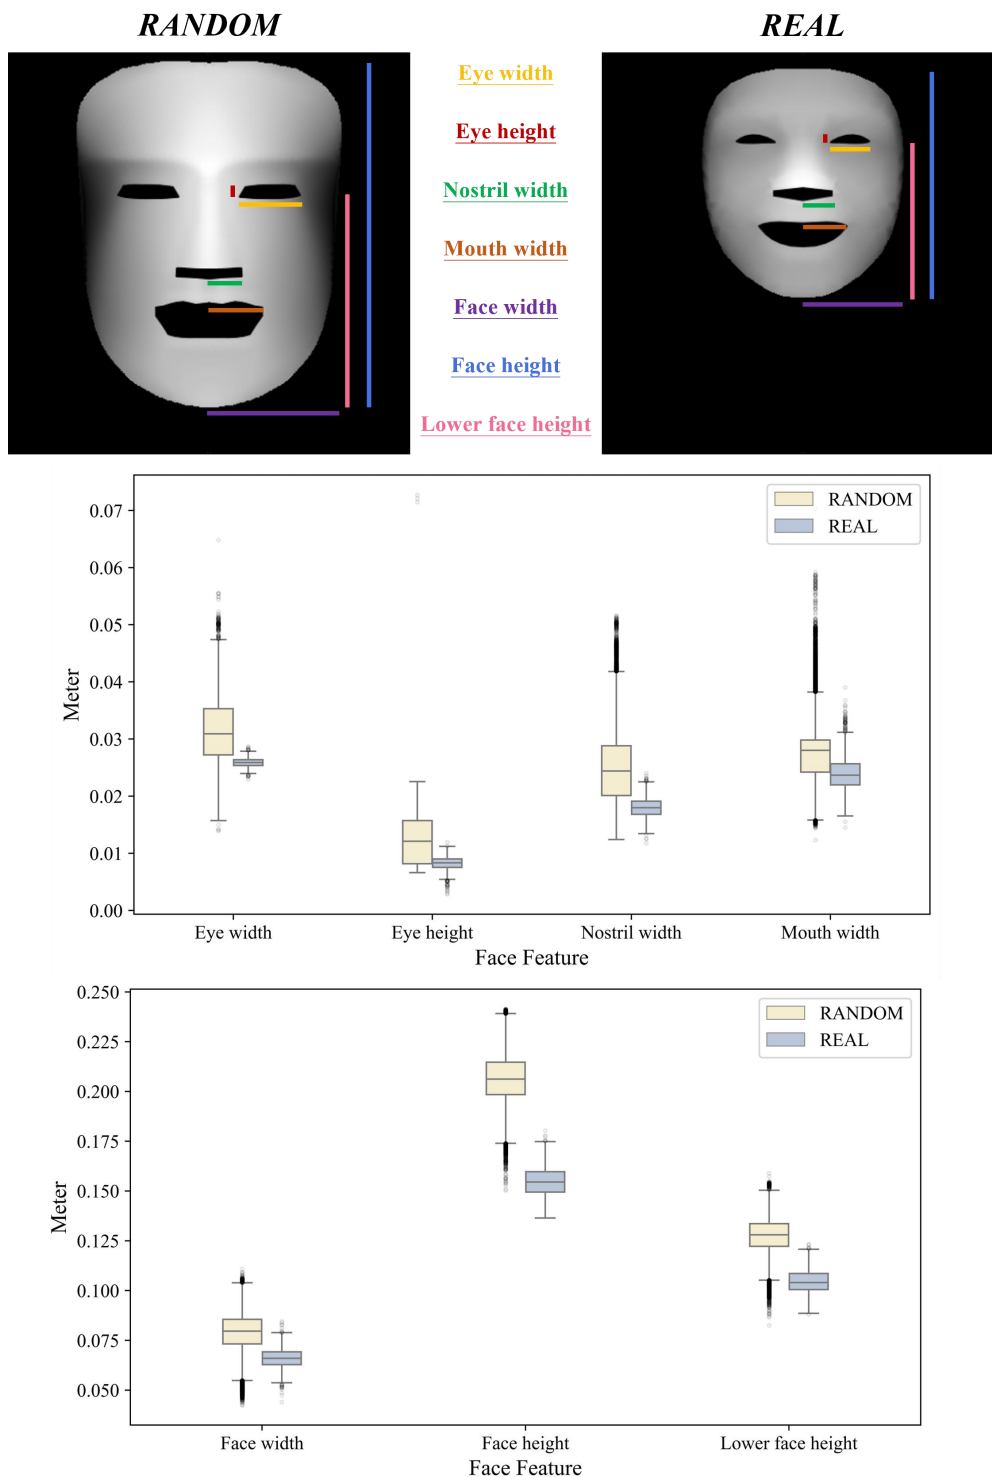 RANDOM
REAL
Eye width
Eye height
Nostril width
Mouth width
Face width
Face height
Lower face height
0.07
0.06
0.05
0.04
0.03
0.02
0.01
0.00
Meter
RANDOM
REAL
Eye width
Eye height
Nostril width
Mouth width
Face Feature
0.250
0.225
0.200
0.175
0.150
0.125
0.100
0.075
0.050
Meter
RANDOM
REAL
Face width
Face height
Lower face height
Face Feature